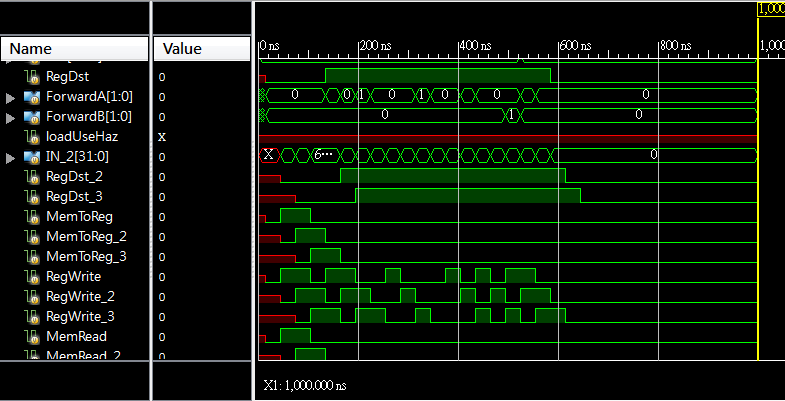 1,000
Name Value
0 ns 200 ns 400 ns 600 ns 800 ns 1,000
RegDst 0
ForwardA[1:0] 0 0 0 1 0 1 0 0 0
ForwardB[1:0] 0 0 1 0
loadUseHaz x
IN_2[31:0] 0 X 6··· 0
RegDst_2 0
RegDst_3 0
MemToReg 0
MemToReg_2 0
MemToReg_3 0
RegWrite 0
RegWrite_2 0
RegWrite_3 0
MemRead 0
MemRead_2 0
X1: 1,000.000 ns